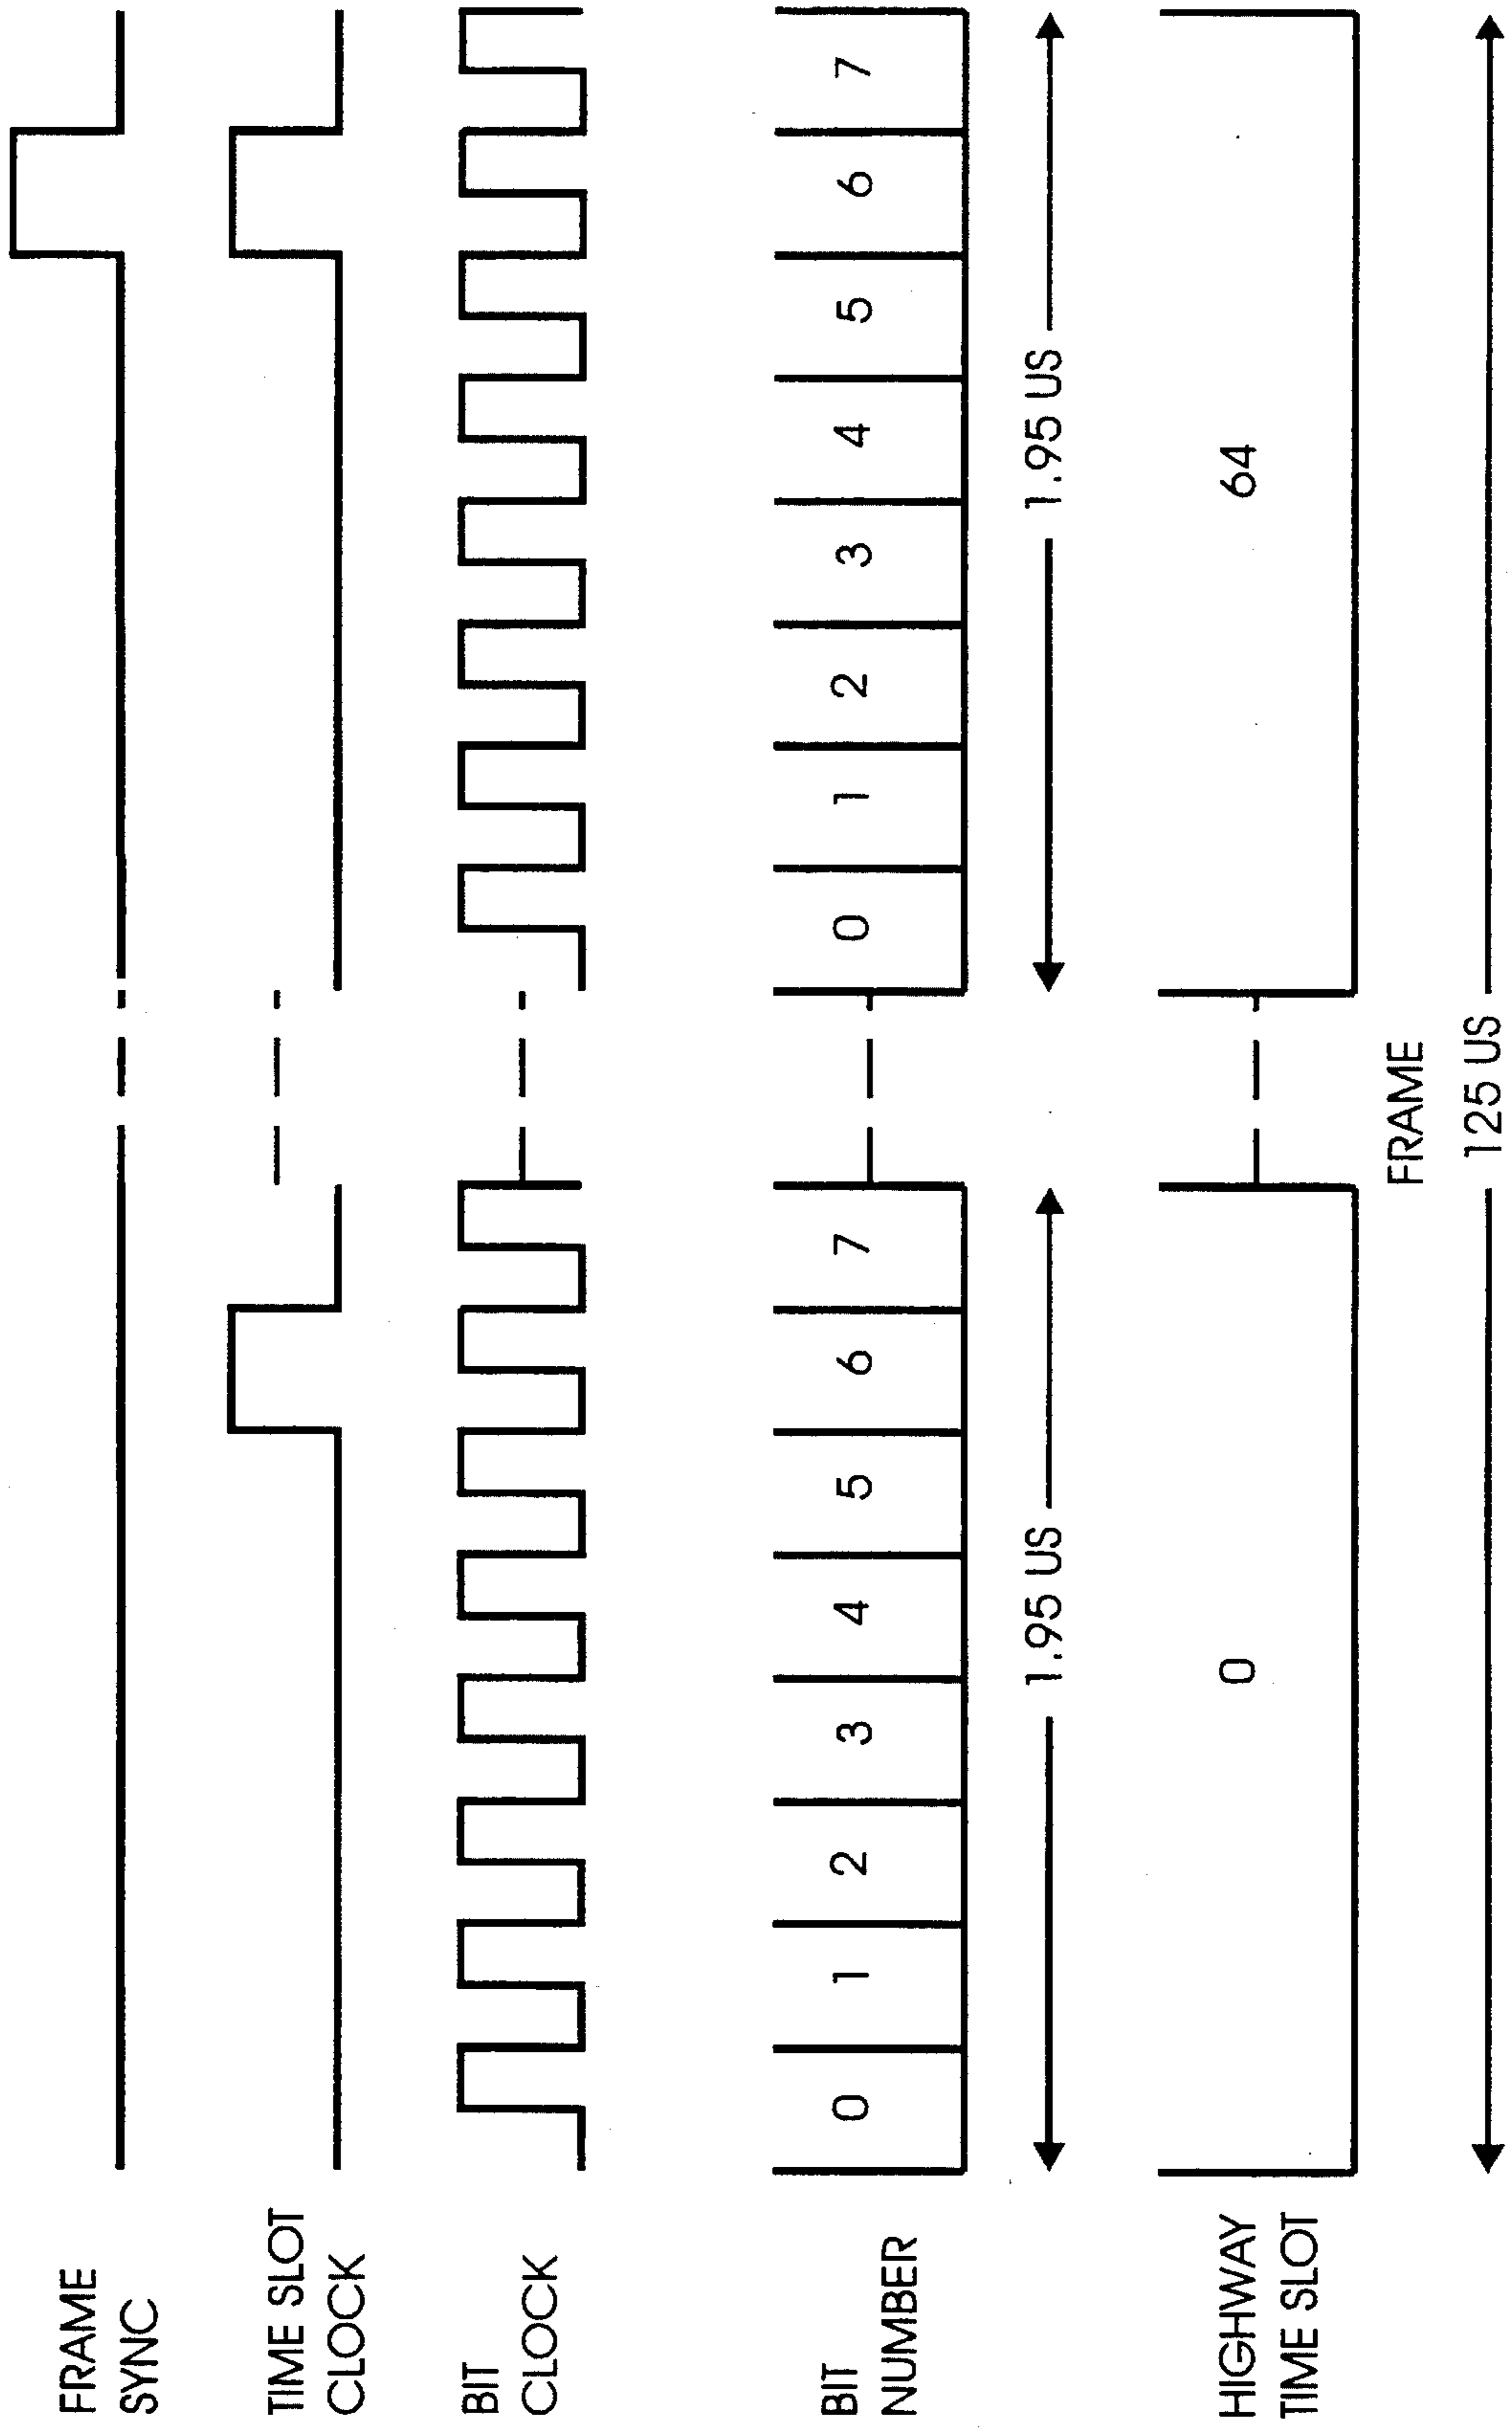 FRAME
SYNC
TIME SLOT
CLOCK
BIT
CLOCK
BIT
NUMBER
0 1 2 3 4 5 6 7
0 1 2 3 4 5 6 7
1.95 US
1.95 US
HIGHWAY
TIME SLOT
0
64
FRAME
125 US